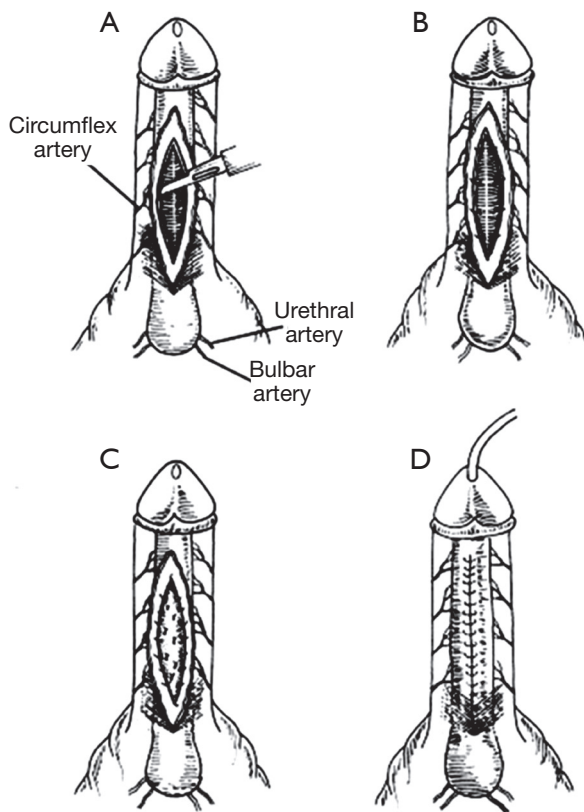 A
B
Circumflex
artery
Urethral
artery
Bulbar
artery
C
D